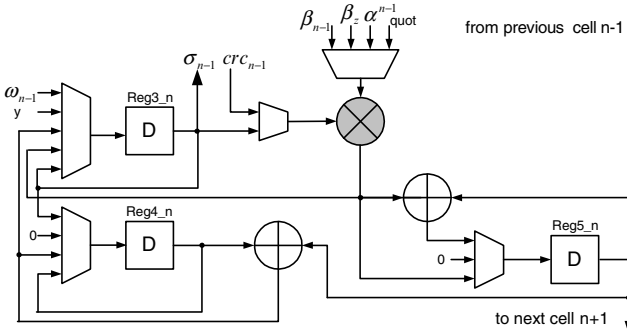 β_{n-1} β_z α^{n-1}_{quot}
from previous cell n-1
σ_{n-1} crc_{n-1}
ω_{n-1}
y
Reg3_n
D
Reg4_n
0
D
Reg5_n
0
D
to next cell n+1